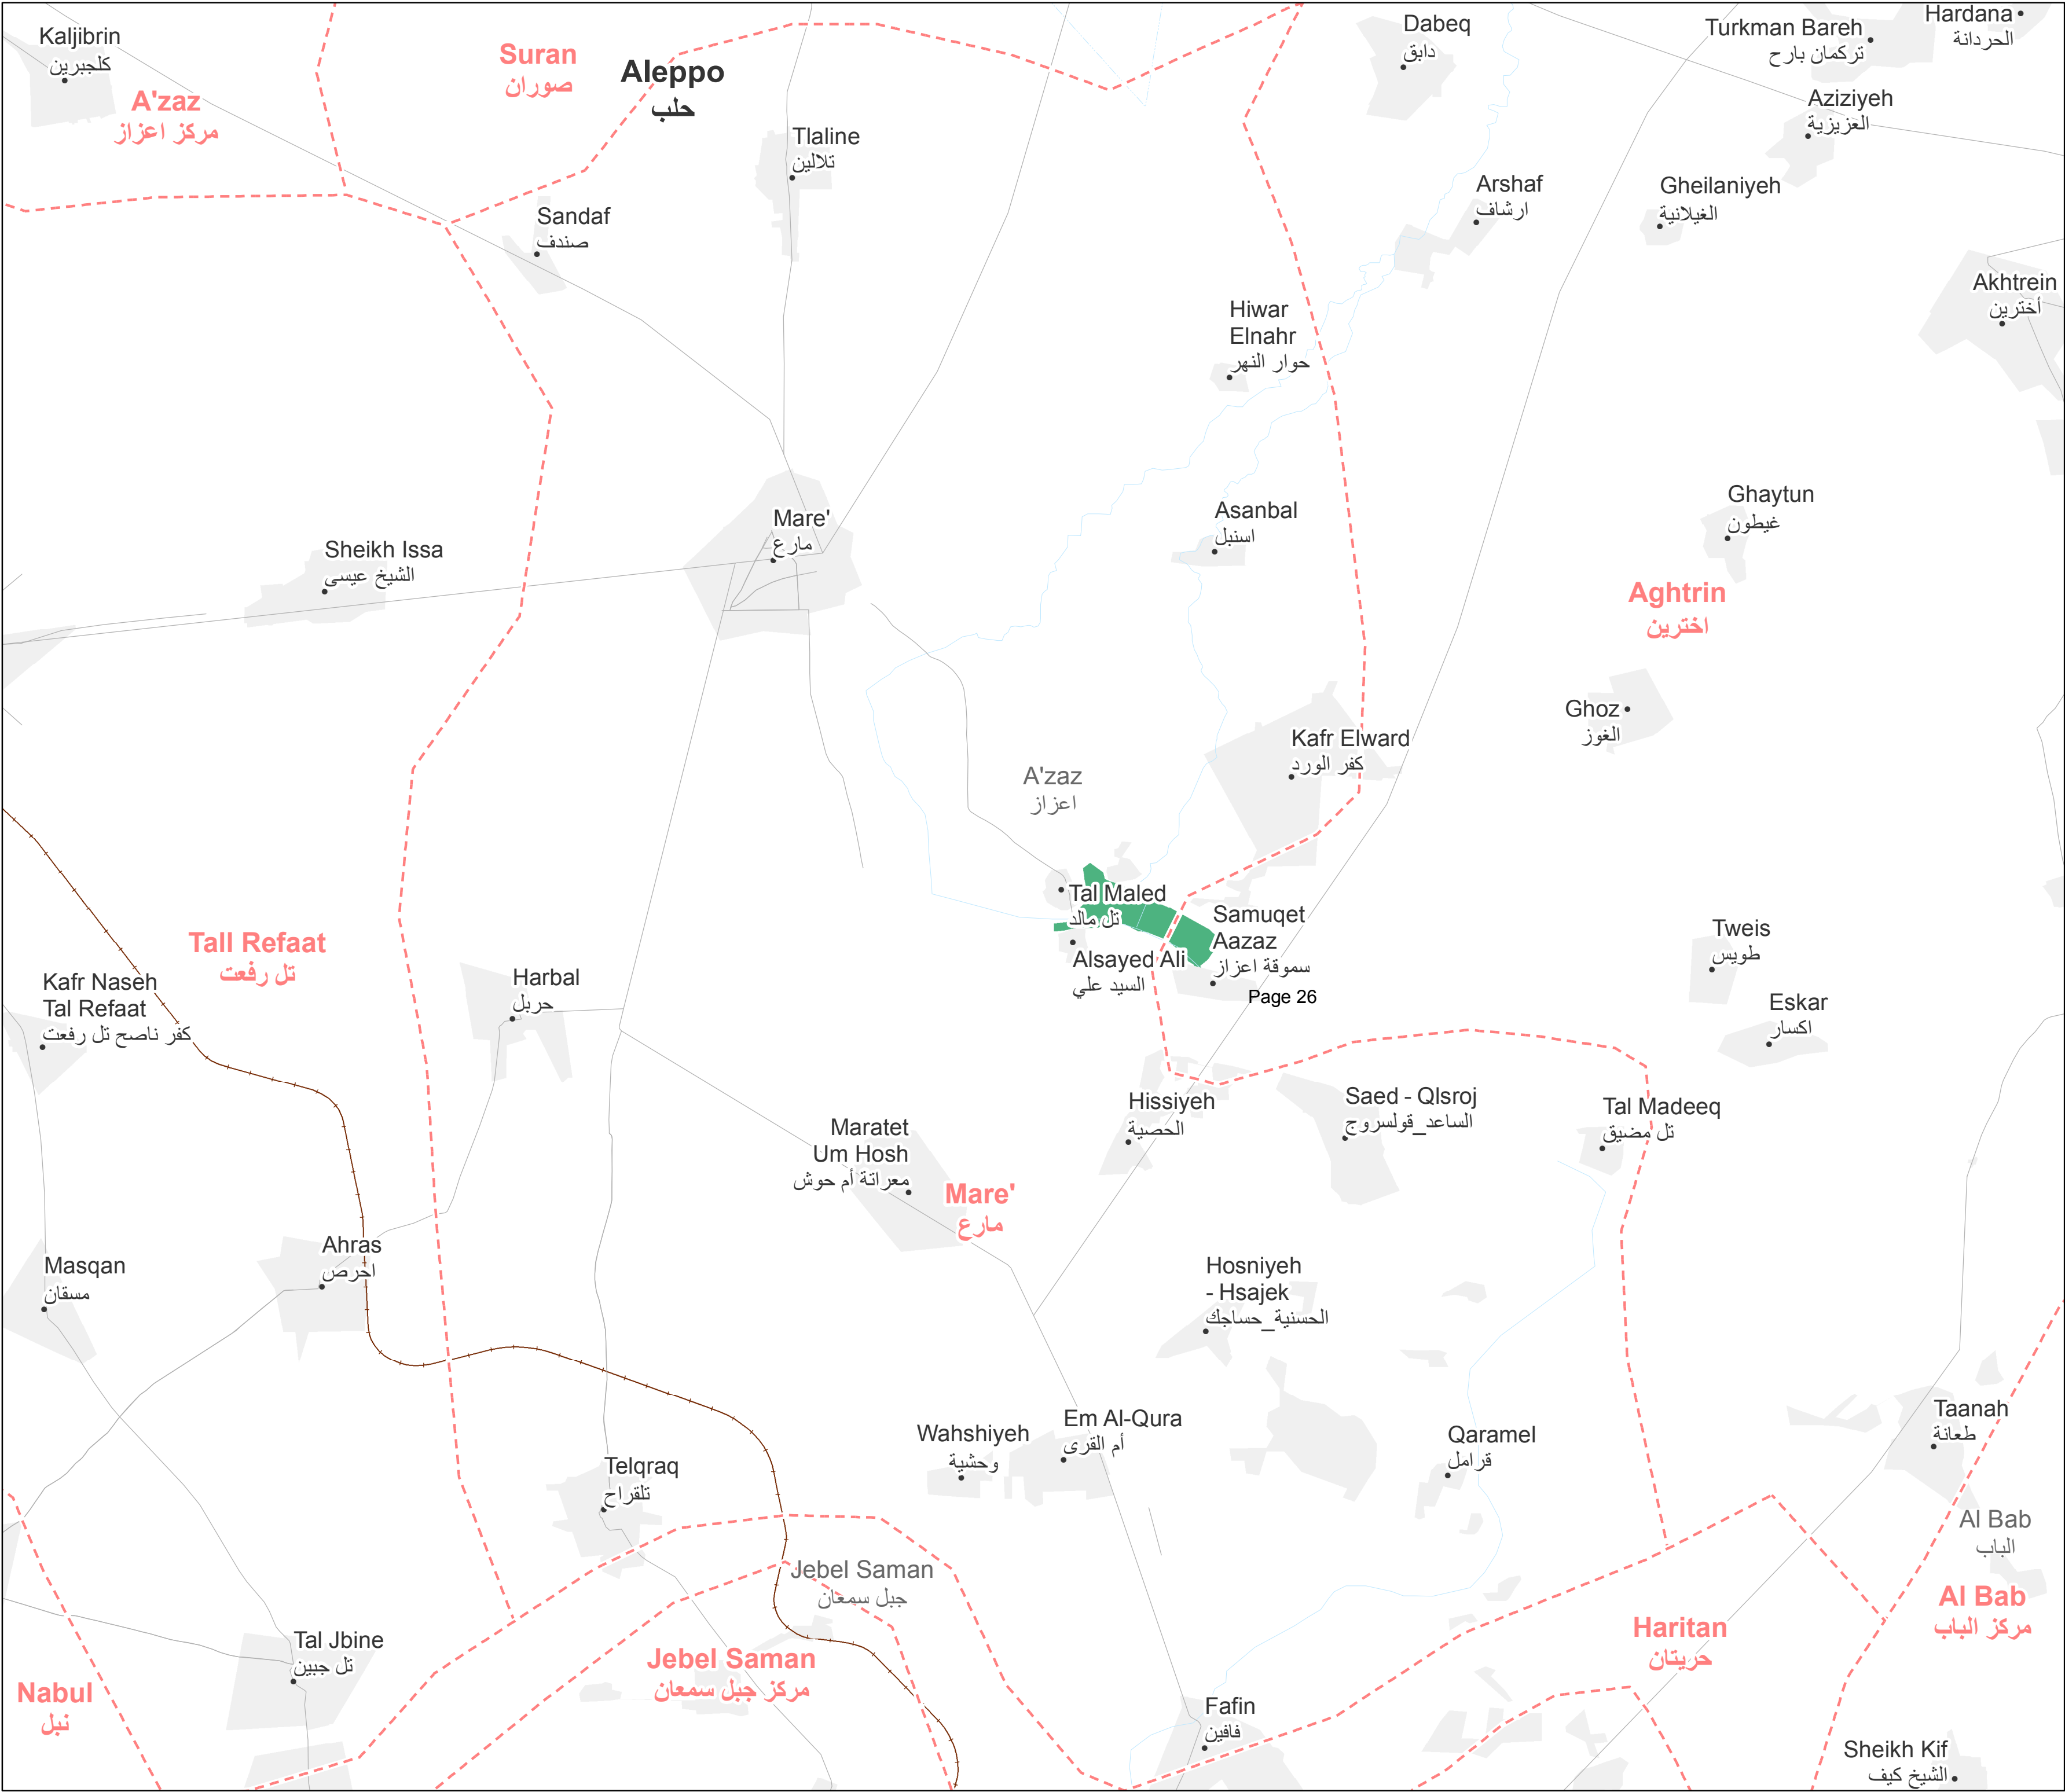 Kaljibrin
كلجبرين
A'zaz
مركز اعزاز
Suran
صوران
Aleppo
حلب
Dabeq
دابق
Turkman Bareh
تركمان بارح
Hardana
الحردانة
Aziziyeh
العزيزية
Tlaline
تلالين
Arshaf
ارشاف
Gheilaniyeh
الغيلانية
Sandaf
صندف
Akhtrein
أخترين
Hiwar
Elnahr
حوار النهر
Mare'
مارع
Asanbal
اسنبل
Ghaytun
غيطون
Sheikh Issa
الشيخ عيسى
Aghtrin
اخترين
Ghoz
الغوز
Kafr Elward
كفر الورد
A'zaz
اعزاز
Tal Maled
تل مالد
Samuqet
Aazaz
سموقة اعزاز
Page 26
Alsayed Ali
السيد علي
Tweis
طويس
Eskar
اكسار
Tall Refaat
تل رفعت
Kafr Naseh
Tal Refaat
كفر ناصح تل رفعت
Harbal
حربل
Hissiyeh
الحصية
Saed - Qlsroj
الساعد_قولسروج
Tal Madeeq
تل مضيق
Maratet
Um Hosh
معراتة أم حوش
Mare'
مارع
Ahras
احرص
Masqan
مسقان
Hosniyeh
- Hsajek
الحسنية_حساجك
Wahshiyeh
وحشية
Em Al-Qura
أم القرى
Qaramel
قرامل
Taanah
طعانة
Telqraq
تلقراح
Al Bab
الباب
Jebel Saman
جبل سمعان
Al Bab
مركز الباب
Haritan
حريتان
Tal Jbine
تل جبين
Jebel Saman
مركز جبل سمعان
Nabul
نبل
Fafin
فافين
Sheikh Kif
الشيخ كيف